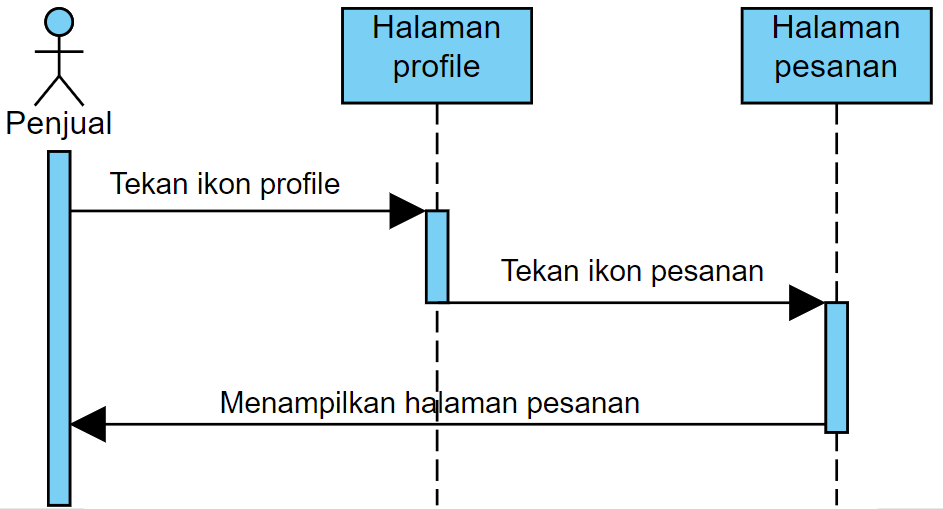 Halaman
profile
Halaman
pesanan
Penjual
Tekan ikon profile
Tekan ikon pesanan
Menampilkan halaman pesanan